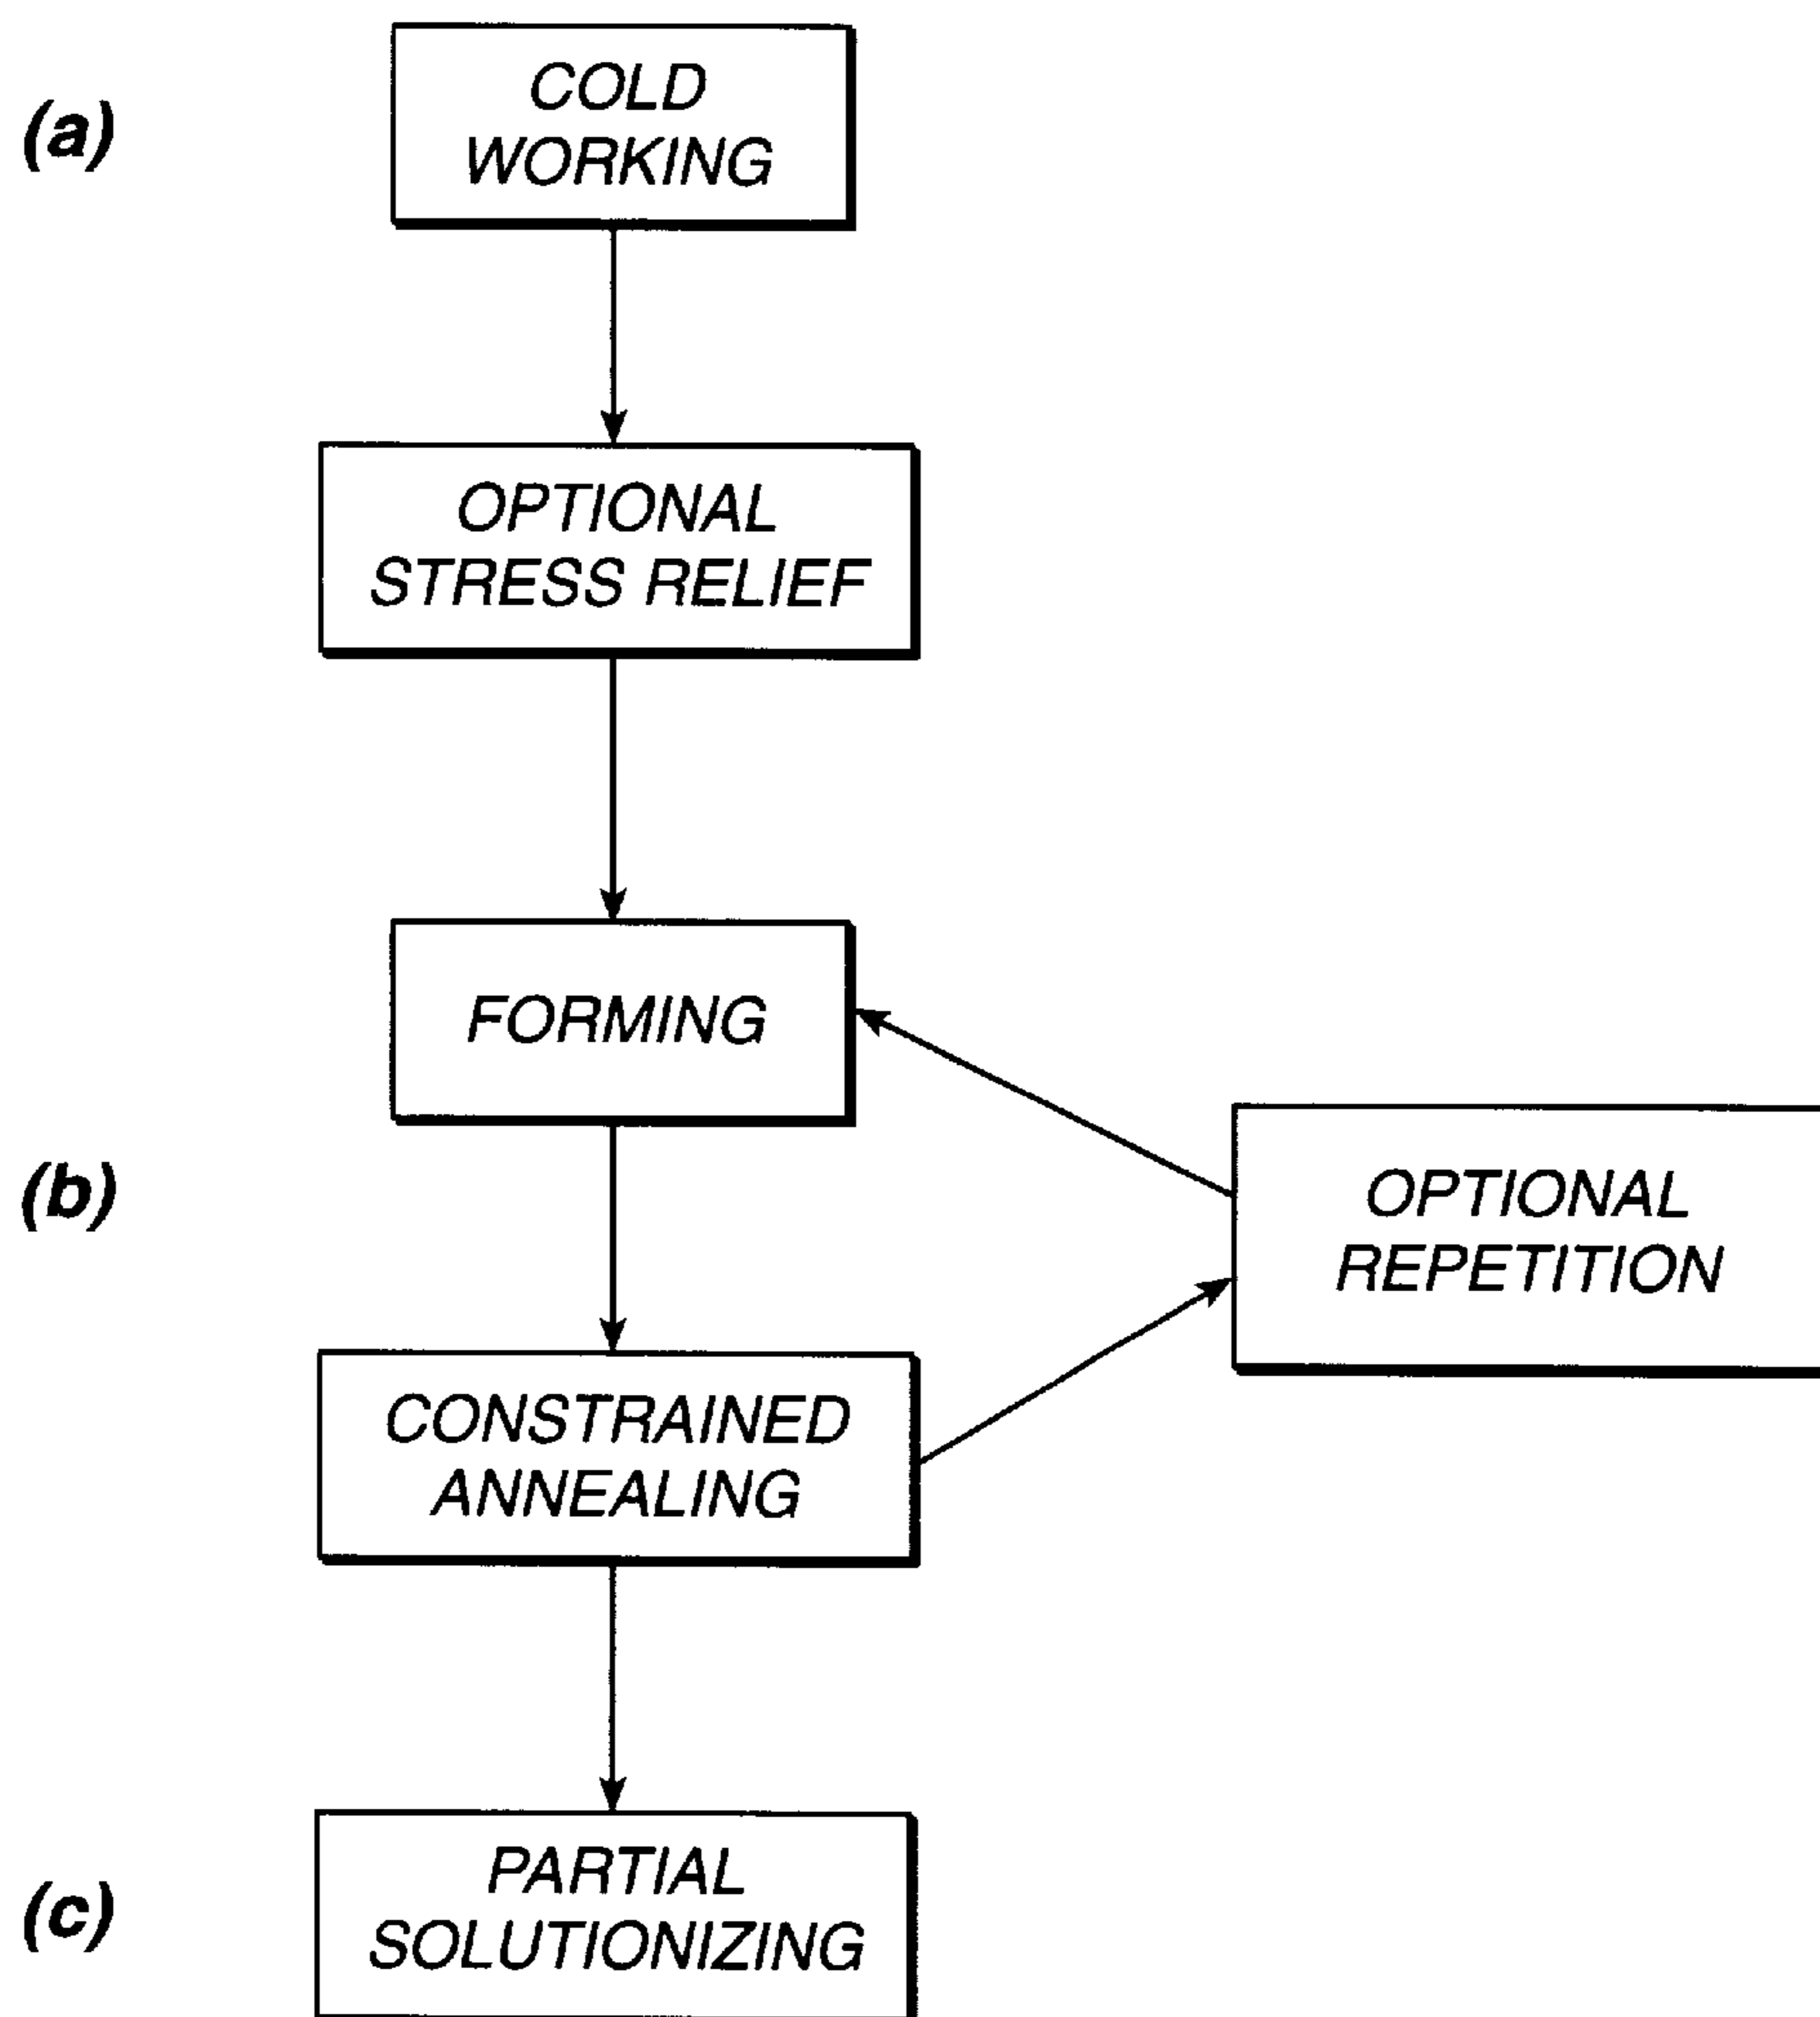 (a)
COLD
WORKING
OPTIONAL
STRESS RELIEF
FORMING
(b)
OPTIONAL
REPETITION
CONSTRAINED
ANNEALING
(c)
PARTIAL
SOLUTIONIZING